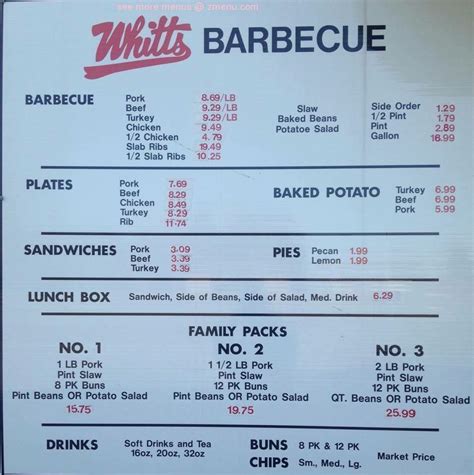 see more menus @ zmenu.com
Whitts BARBECUE
BARBECUE
Pork 8.69/LB
Beef 9.29/LB
Turkey 9.29/LB
Chicken 9.49
1/2 Chicken 4.79
Slab Ribs 19.49
1/2 Slab Ribs 10.25
Slaw
Baked Beans
Potatoe Salad
Side Order 1.29
1/2 Pint 1.79
Pint 2.89
Gallon 16.99
PLATES
Pork 7.69
Beef 8.29
Chicken 8.49
Turkey 8.29
Rib 11.74
BAKED POTATO
Turkey 6.99
Beef 6.99
Pork 5.99
SANDWICHES
Pork 3.09
Beef 3.39
Turkey 3.39
PIES
Pecan 1.99
Lemon 1.99
LUNCH BOX Sandwich, Side of Beans, Side of Salad, Med. Drink 6.29
FAMILY PACKS
NO. 1
1 LB Pork
Pint Slaw
8 PK Buns
Pint Beans OR Potato Salad
15.75
NO. 2
1 1/2 LB Pork
Pint Slaw
12 PK Buns
Pint Beans OR Potato Salad
19.75
NO. 3
2 LB Pork
Pint Slaw
12 PK Buns
QT. Beans OR Potato Salad
25.99
DRINKS
Soft Drinks and Tea
16oz, 20oz, 32oz
BUNS 8 PK & 12 PK
CHIPS Sm., Med., Lg.
Market Price